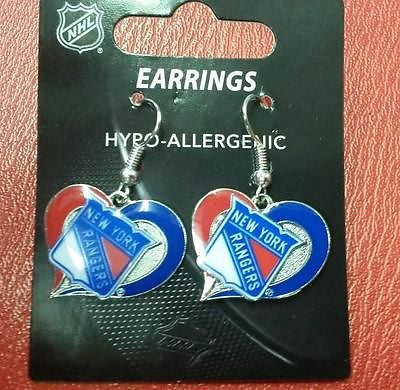 NHL
EARRINGS
HYPO-ALLERGENIC
NEW YORK
RANGERS
®
NEW YORK
RANGERS
®